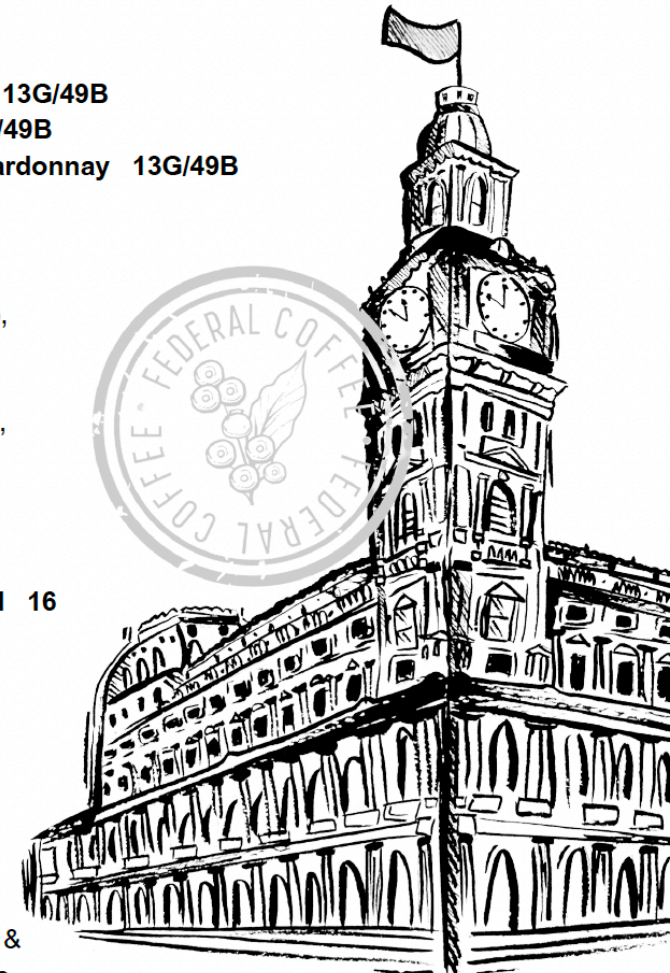 13G/49B
/49B
ardonnay 13G/49B
,
,
16
&
FEDERAL COFFEE
FEDERAL COFFEE